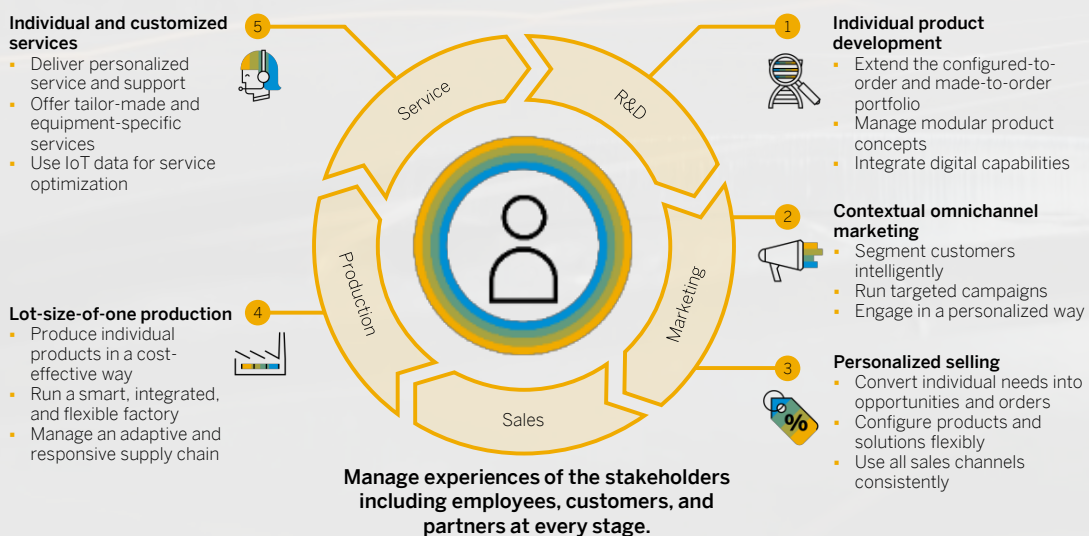 Individual and customized
services
▪ Deliver personalized
service and support
▪ Offer tailor-made and
equipment-specific
services
▪ Use IoT data for service
optimization
5
Service
R&D
1
Individual product
development
▪ Extend the configured-to-
order and made-to-order
portfolio
▪ Manage modular product
concepts
▪ Integrate digital capabilities
2
Contextual omnichannel
marketing
▪ Segment customers
intelligently
▪ Run targeted campaigns
▪ Engage in a personalized way
Production
Marketing
Lot-size-of-one production
4
▪ Produce individual
products in a cost-
effective way
▪ Run a smart, integrated,
and flexible factory
▪ Manage an adaptive and
responsive supply chain
Sales
3
Personalized selling
▪ Convert individual needs into
opportunities and orders
▪ Configure products and
solutions flexibly
▪ Use all sales channels
consistently
%
Manage experiences of the stakeholders
including employees, customers, and
partners at every stage.